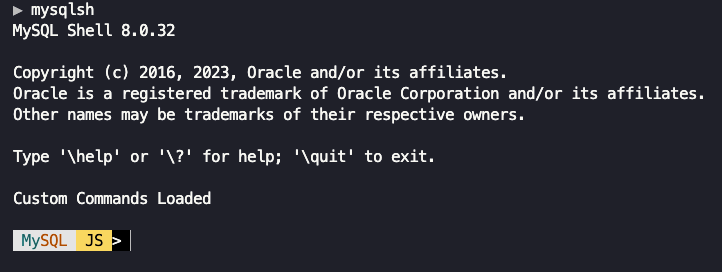 ▶ mysqlsh
MySQL Shell 8.0.32
Copyright (c) 2016, 2023, Oracle and/or its affiliates.
Oracle is a registered trademark of Oracle Corporation and/or its affiliates.
Other names may be trademarks of their respective owners.
Type '\help' or '\?' for help; '\quit' to exit.
Custom Commands Loaded
MySQL JS >